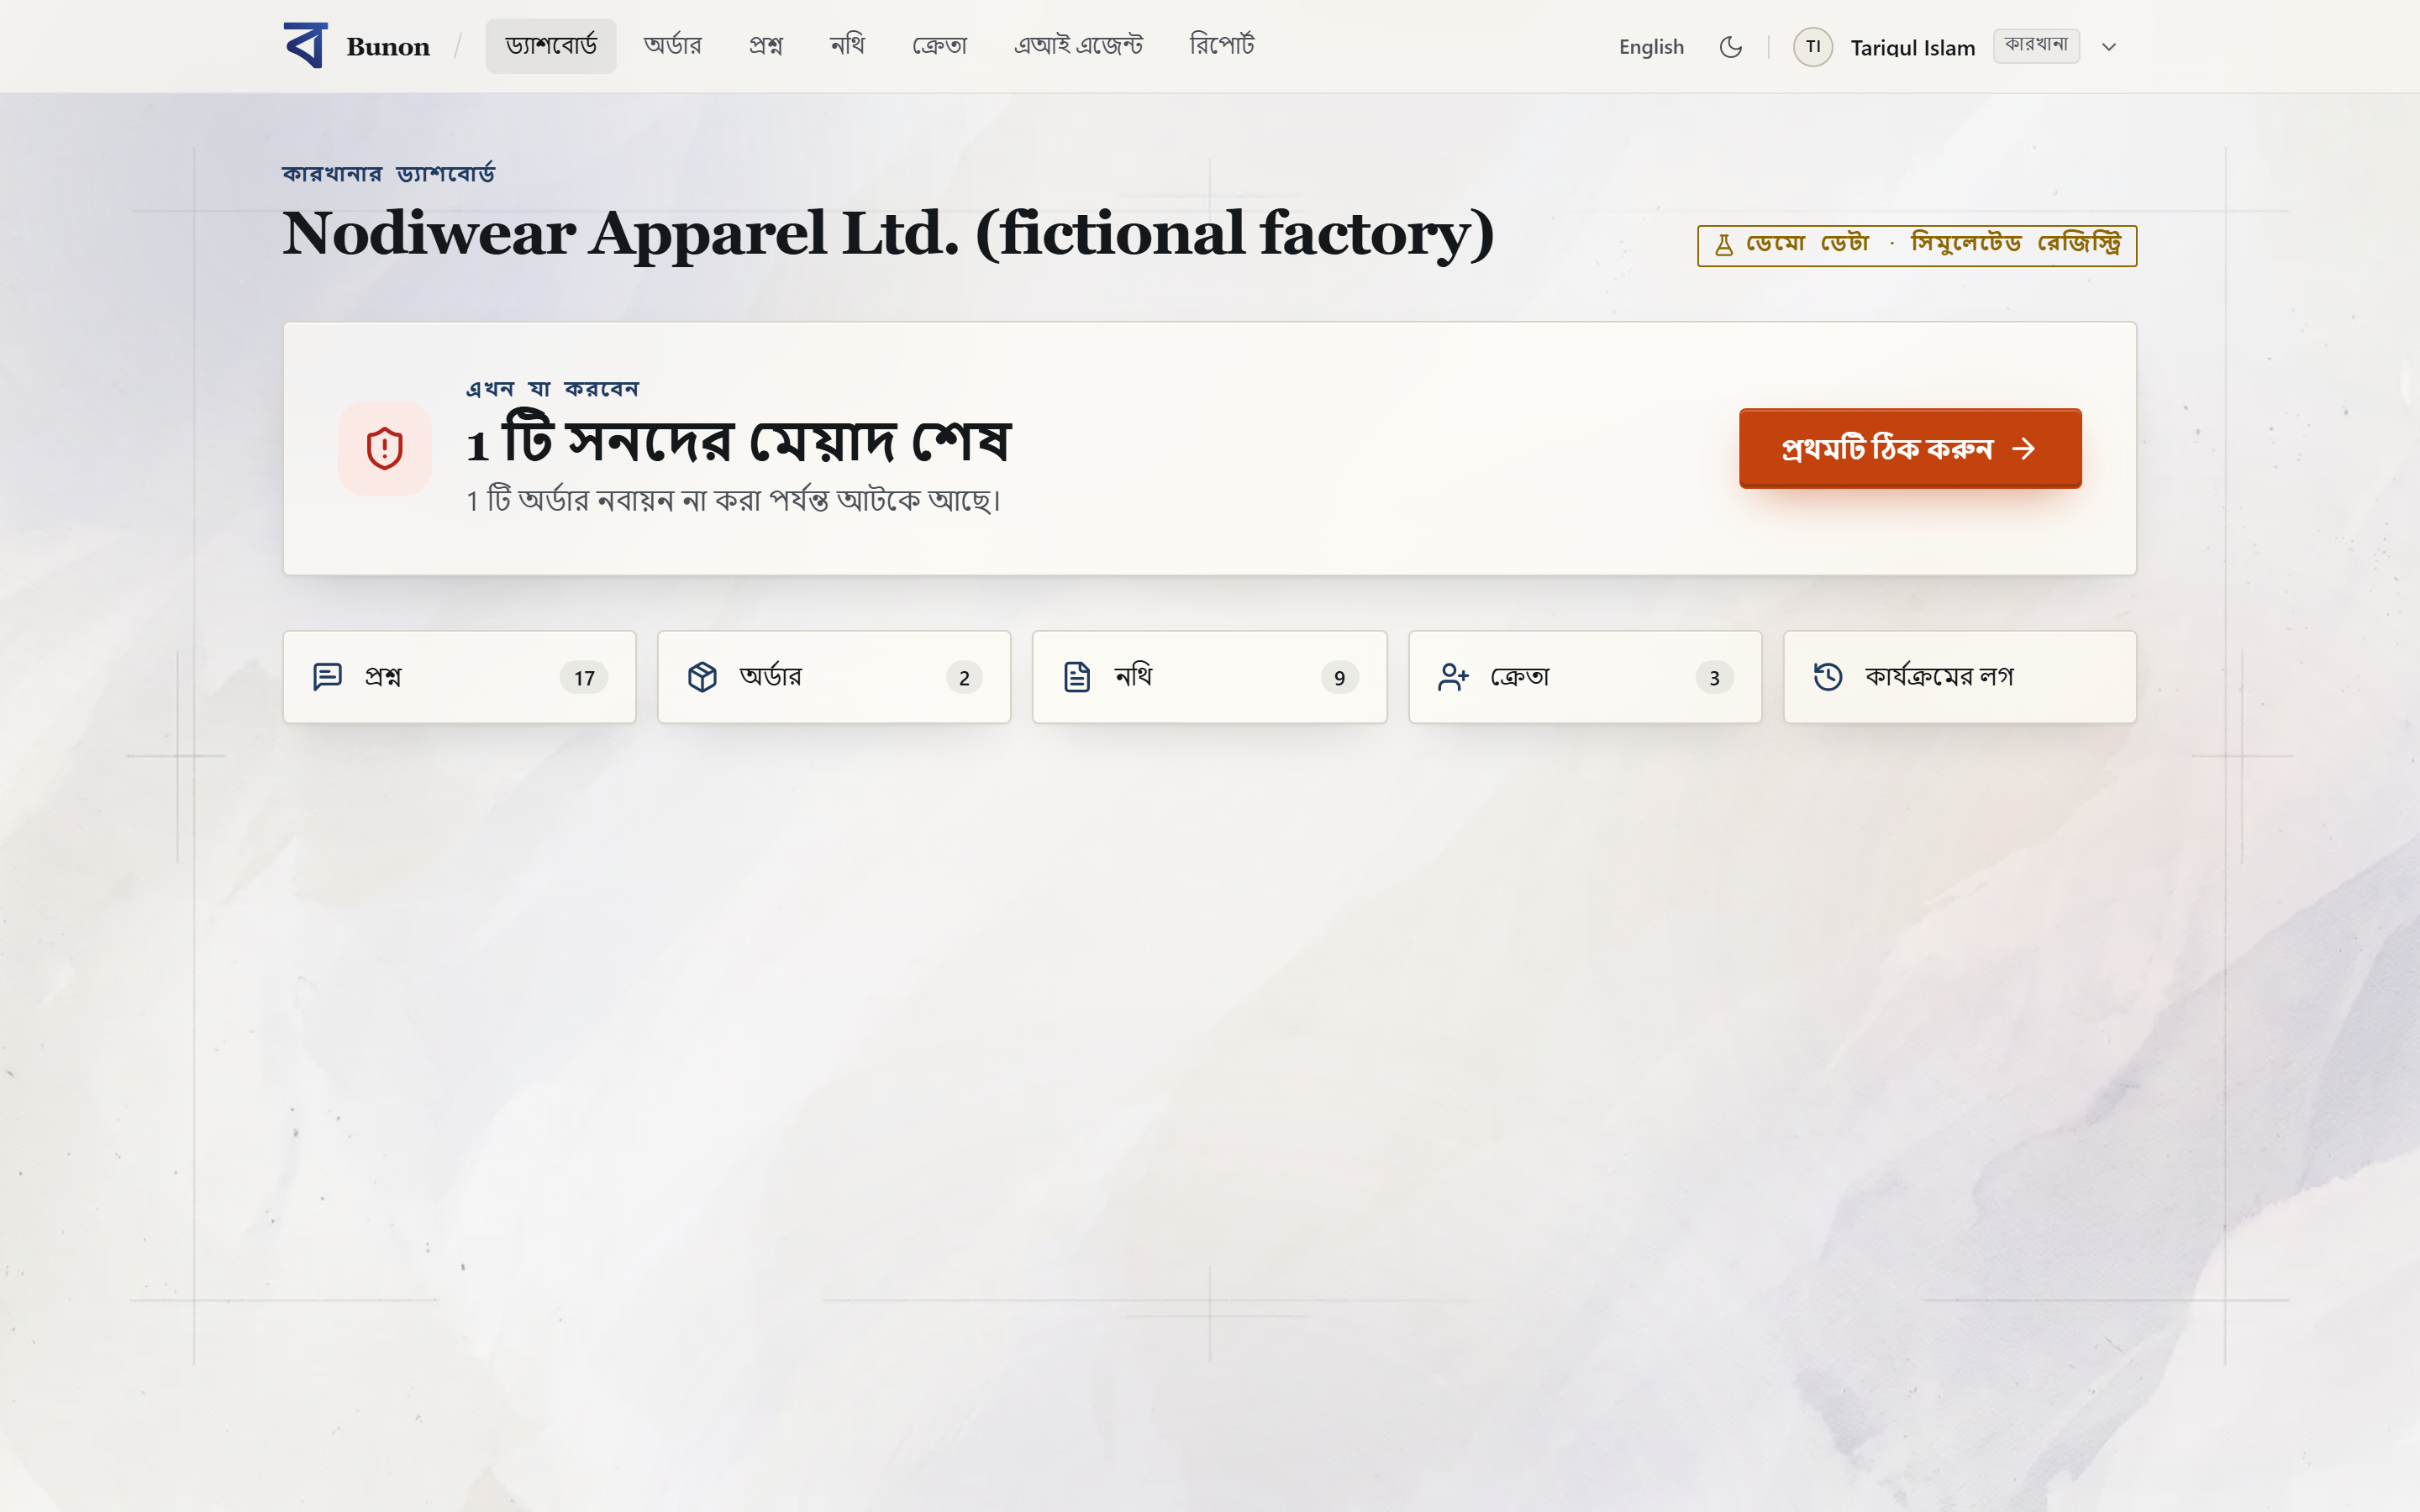 ব Bunon / ড্যাশবোর্ড অর্ডার প্রশ্ন নথি ক্রেতা এআই এজেন্ট রিপোর্ট English TI Tariqul Islam কারখানা
কারখানার ড্যাশবোর্ড
Nodiwear Apparel Ltd. (fictional factory)
ডেমো ডেটা · সিমুলেটেড রেজিস্ট্রি
এখন যা করবেন
1 টি সনদের মেয়াদ শেষ
1 টি অর্ডার নবায়ন না করা পর্যন্ত আটকে আছে।
প্রথমটি ঠিক করুন →
প্রশ্ন 17 অর্ডার 2 নথি 9 ক্রেতা 3 কার্যক্রমের লগ